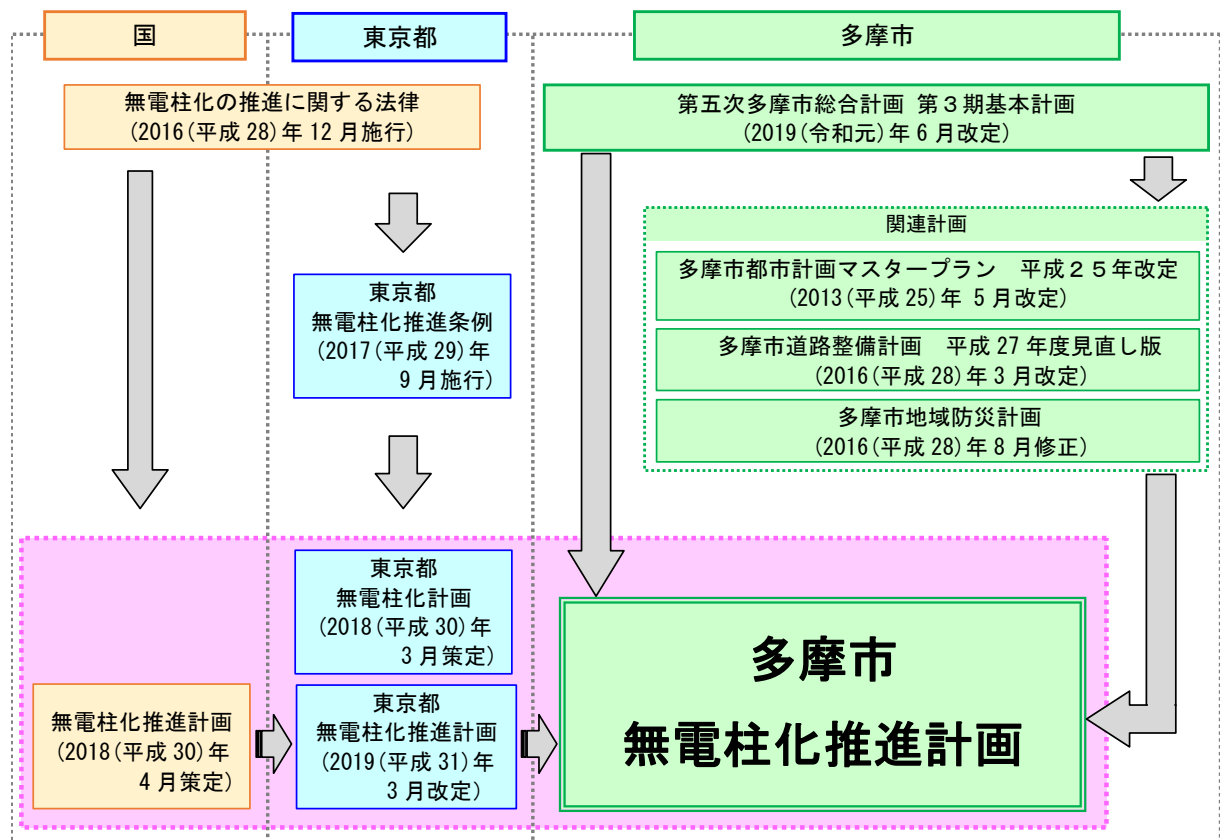 国
東京都
多摩市
無電柱化の推進に関する法律
(2016(平成 28)年 12 月施行)
第五次多摩市総合計画 第３期基本計画
(2019(令和元)年 6 月改定)
関連計画
多摩市都市計画マスタープラン　平成２５年改定
(2013(平成 25)年 5 月改定)
多摩市道路整備計画　平成 27 年度見直し版
(2016(平成 28)年 3 月改定)
多摩市地域防災計画
(2016(平成 28)年 8 月修正)
東京都
無電柱化推進条例
(2017(平成 29)年
9 月施行)
東京都
無電柱化計画
(2018(平成 30)年
3 月策定)
無電柱化推進計画
(2018(平成 30)年
4 月策定)
東京都
無電柱化推進計画
(2019(平成 31)年
3 月改定)
多摩市
無電柱化推進計画